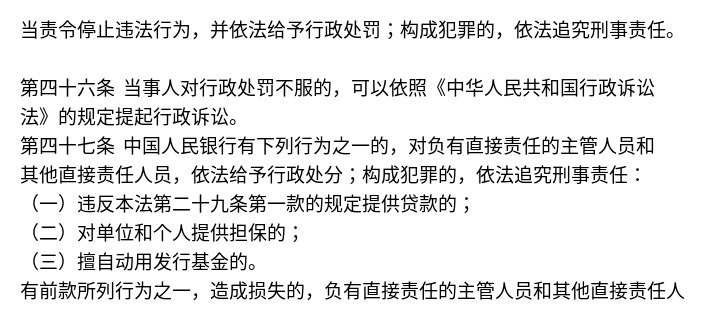 当责令停止违法行为，并依法给予行政处罚；构成犯罪的，依法追究刑事责任。
第四十六条 当事人对行政处罚不服的，可以依照《中华人民共和国行政诉讼
法》的规定提起行政诉讼。
第四十七条 中国人民银行有下列行为之一的，对负有直接责任的主管人员和
其他直接责任人员，依法给予行政处分；构成犯罪的，依法追究刑事责任：
（一）违反本法第二十九条第一款的规定提供贷款的；
（二）对单位和个人提供担保的；
（三）擅自动用发行基金的。
有前款所列行为之一，造成损失的，负有直接责任的主管人员和其他直接责任人